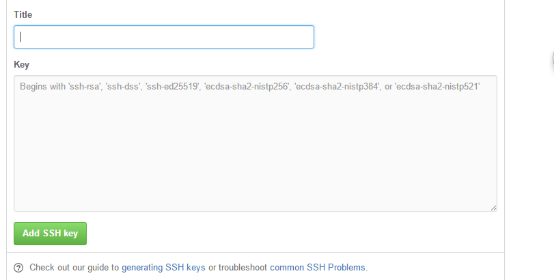 Title
Key
Begins with 'ssh-rsa', 'ssh-dss', 'ssh-ed25519', 'ecdsa-sha2-nistp256', 'ecdsa-sha2-nistp384', or 'ecdsa-sha2-nistp521'
Add SSH key
Check out our guide to generating SSH keys or troubleshoot common SSH Problems.